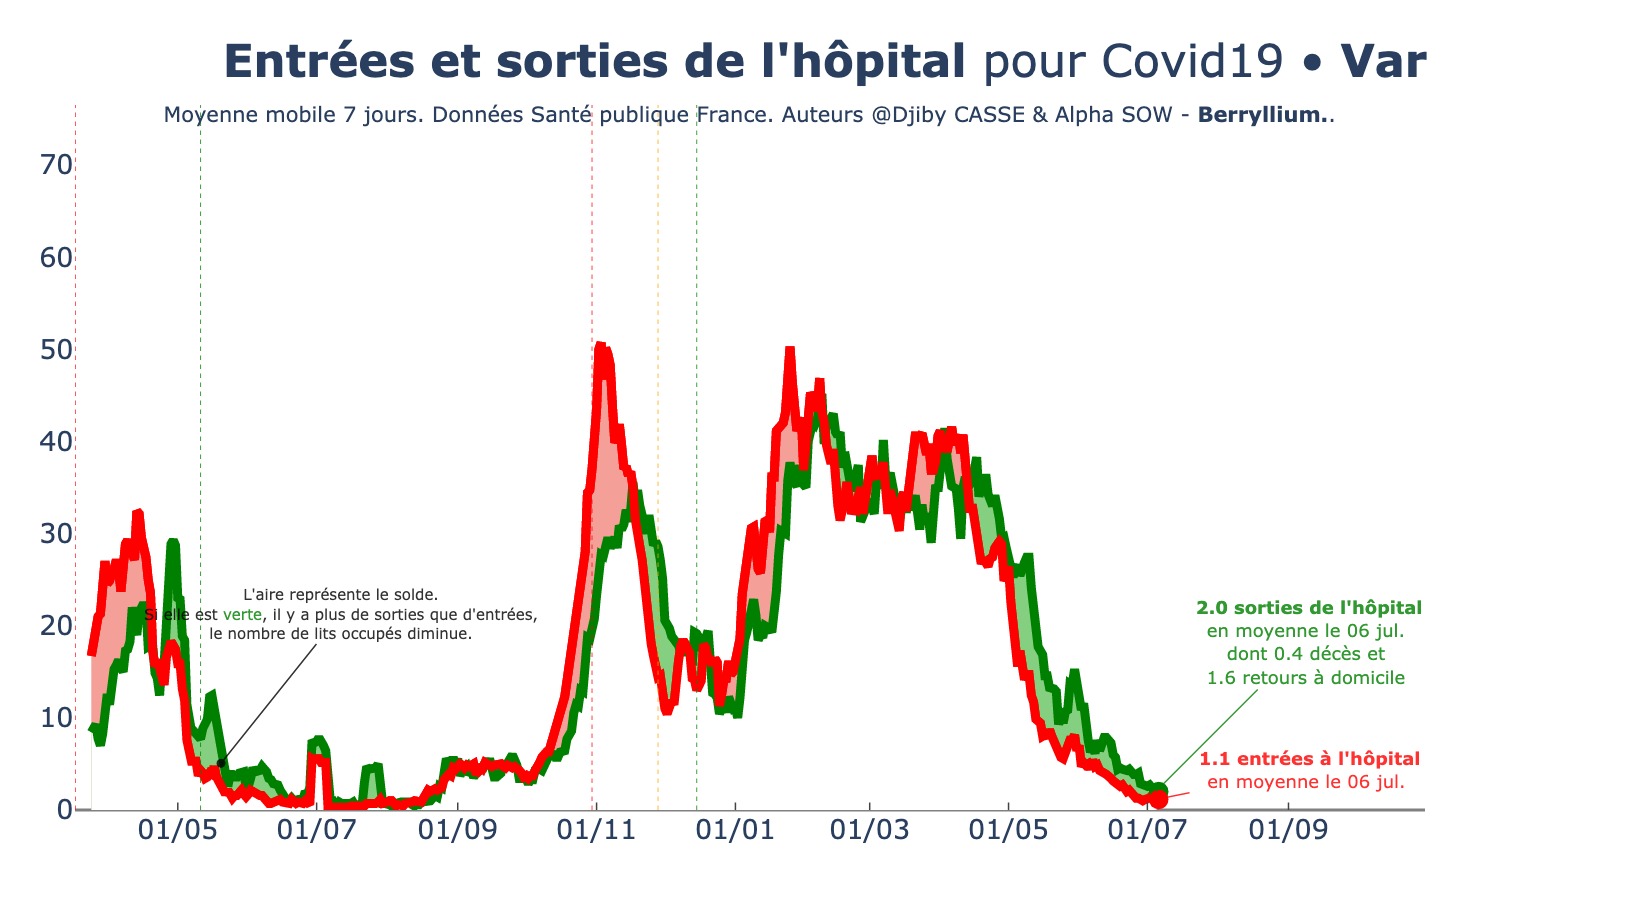 Entrées et sorties de l'hôpital pour Covid19 • Var
Moyenne mobile 7 jours. Données Santé publique France. Auteurs @Djiby CASSE & Alpha SOW - Berryllium..
70
60
50
40
30
20
10
0
L'aire représente le solde.
Si elle est verte, il y a plus de sorties que d'entrées,
le nombre de lits occupés diminue.
2.0 sorties de l'hôpital
en moyenne le 06 jul.
dont 0.4 décès et
1.6 retours à domicile
1.1 entrées à l'hôpital
en moyenne le 06 jul.
01/05 01/07 01/09 01/11 01/01 01/03 01/05 01/07 01/09